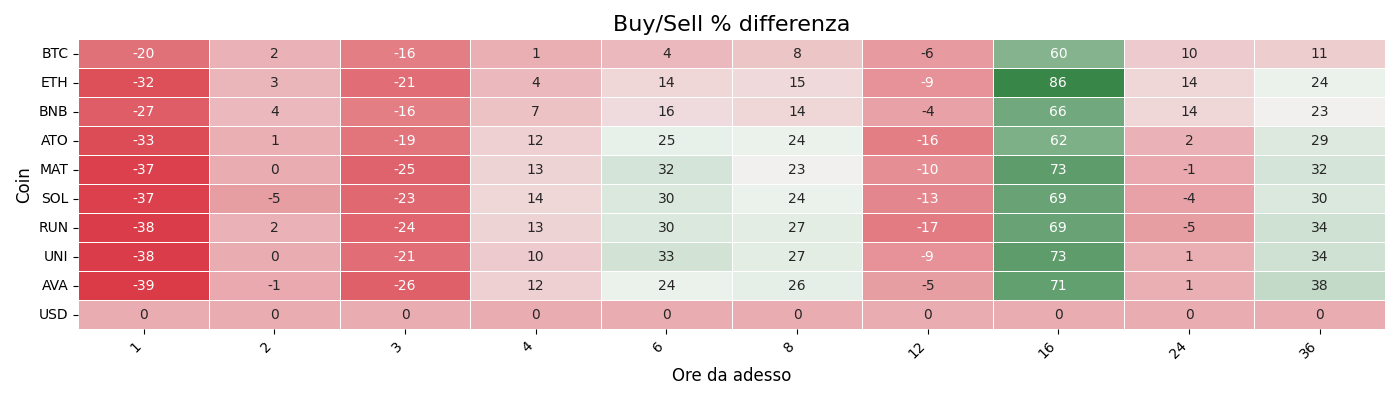 Buy/Sell % differenza
Coin
BTC -20 2 -16 1 4 8 -6 60 10 11
ETH -32 3 -21 4 14 15 -9 86 14 24
BNB -27 4 -16 7 16 14 -4 66 14 23
ATO -33 1 -19 12 25 24 -16 62 2 29
MAT -37 0 -25 13 32 23 -10 73 -1 32
SOL -37 -5 -23 14 30 24 -13 69 -4 30
RUN -38 2 -24 13 30 27 -17 69 -5 34
UNI -38 0 -21 10 33 27 -9 73 1 34
AVA -39 -1 -26 12 24 26 -5 71 1 38
USD 0 0 0 0 0 0 0 0 0 0
1 2 3 4 6 8 12 16 24 36
Ore da adesso